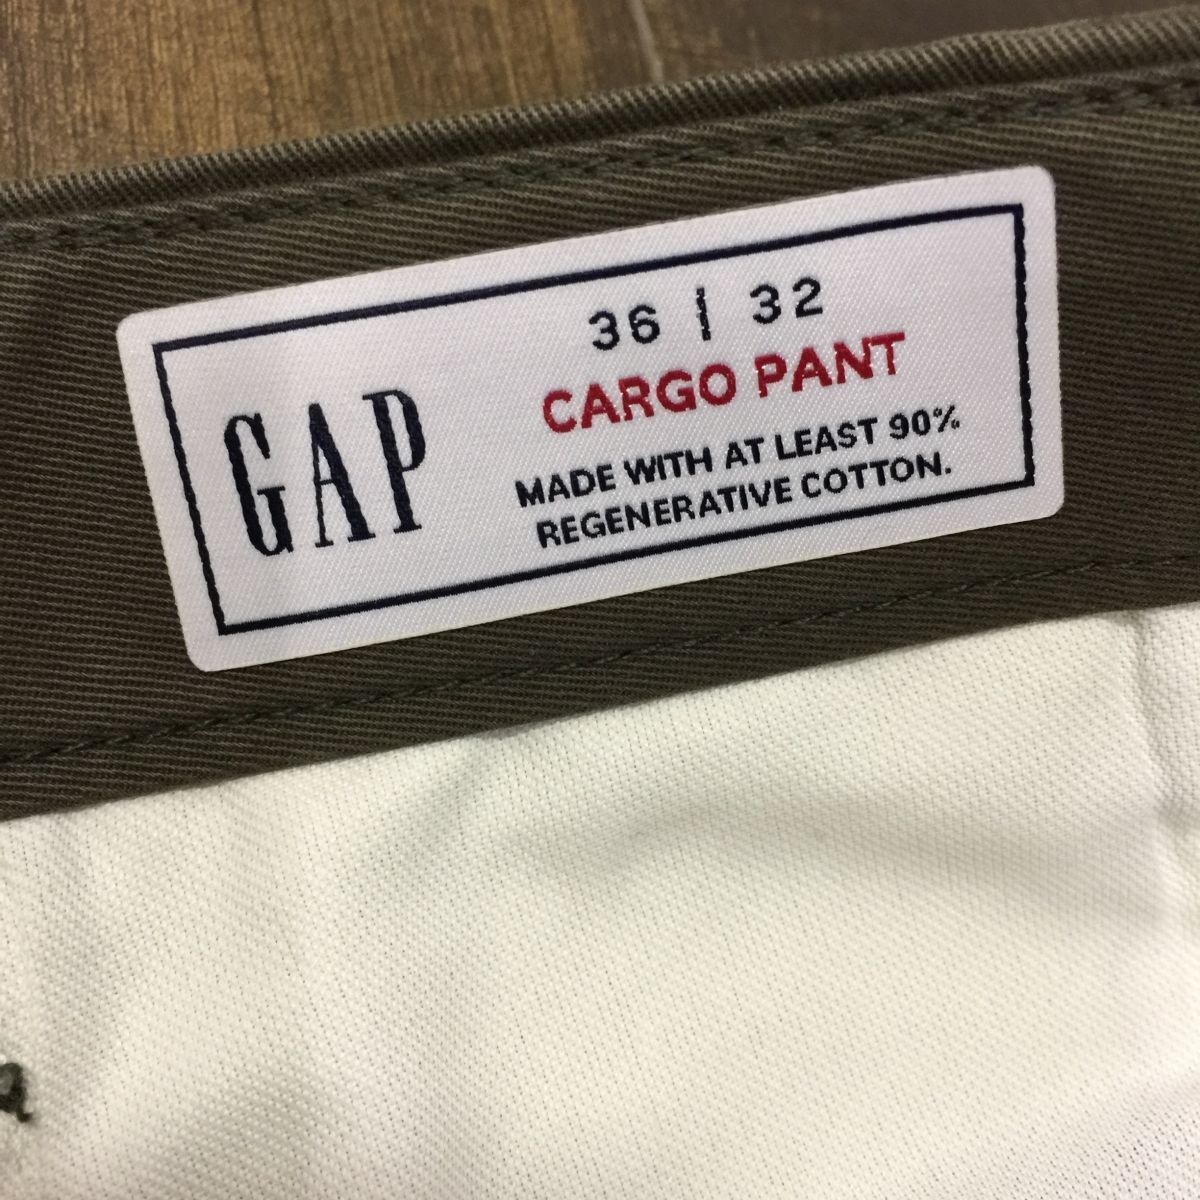 GAP
36 | 32
CARGO PANT
MADE WITH AT LEAST 90%
REGENERATIVE COTTON.